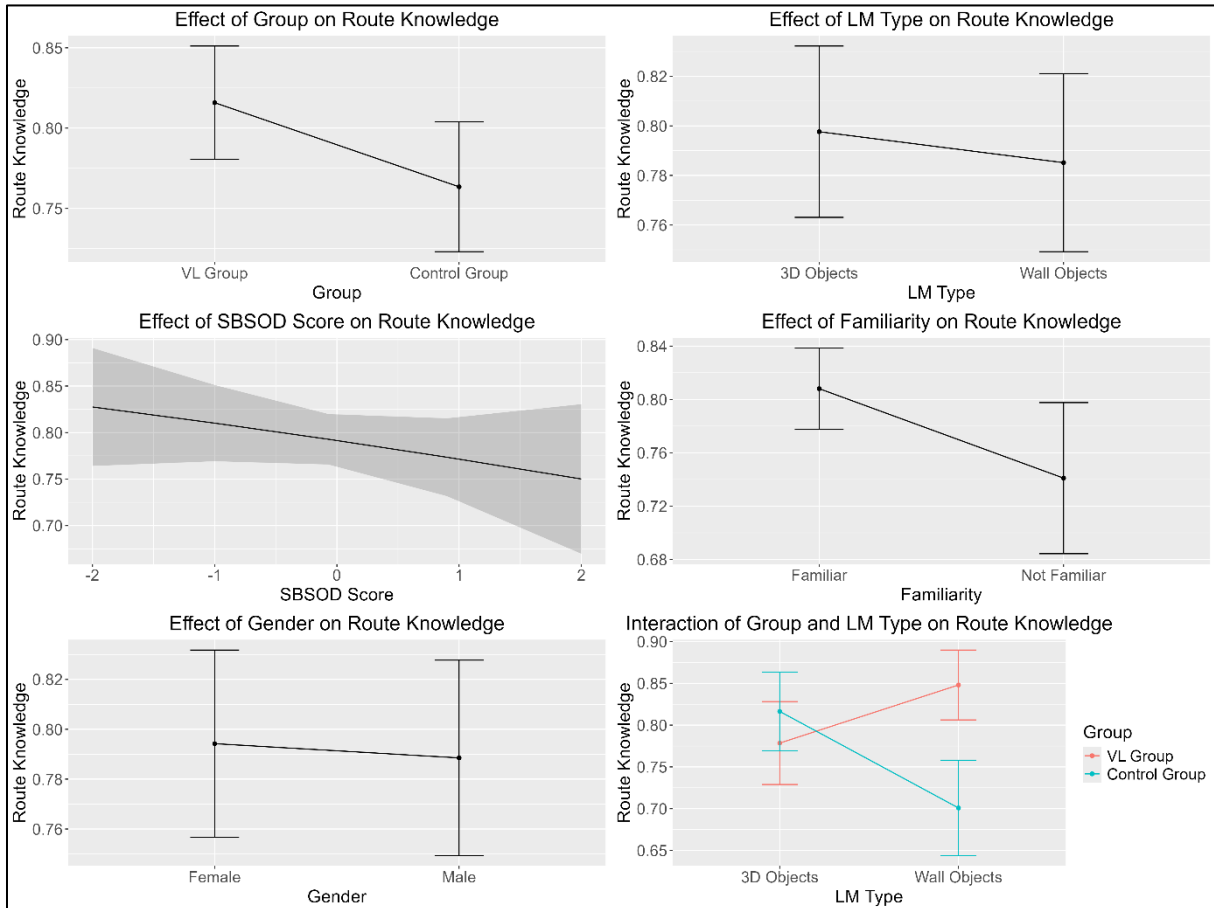 Effect of Group on Route Knowledge
Route Knowledge
0.85
0.80
0.75
VL Group
Control Group
Group
Effect of LM Type on Route Knowledge
Route Knowledge
0.82
0.80
0.78
0.76
3D Objects
Wall Objects
LM Type
Effect of SBSOD Score on Route Knowledge
Route Knowledge
0.90
0.85
0.80
0.75
0.70
-2
-1
0
1
2
SBSOD Score
Effect of Familiarity on Route Knowledge
Route Knowledge
0.84
0.80
0.76
0.72
0.68
Familiar
Not Familiar
Familiarity
Effect of Gender on Route Knowledge
Route Knowledge
0.82
0.80
0.78
0.76
Female
Male
Gender
Interaction of Group and LM Type on Route Knowledge
Route Knowledge
0.90
0.85
0.80
0.75
0.70
0.65
3D Objects
Wall Objects
LM Type
Group
VL Group
Control Group